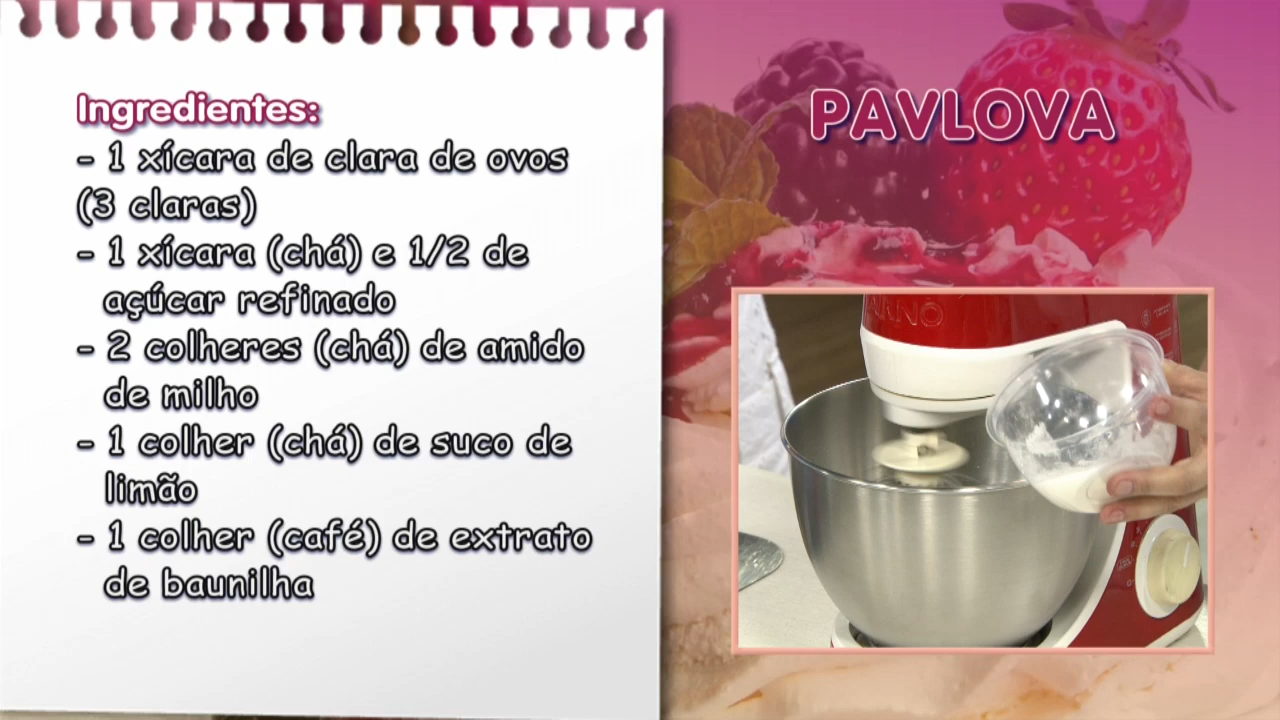 Ingredientes:
- 1 xícara de clara de ovos
(3 claras)
- 1 xícara (chá) e 1/2 de
açúcar refinado
- 2 colheres (chá) de amido
de milho
- 1 colher (chá) de suco de
limão
- 1 colher (café) de extrato
de baunilha
PAVLOVA
ARNO